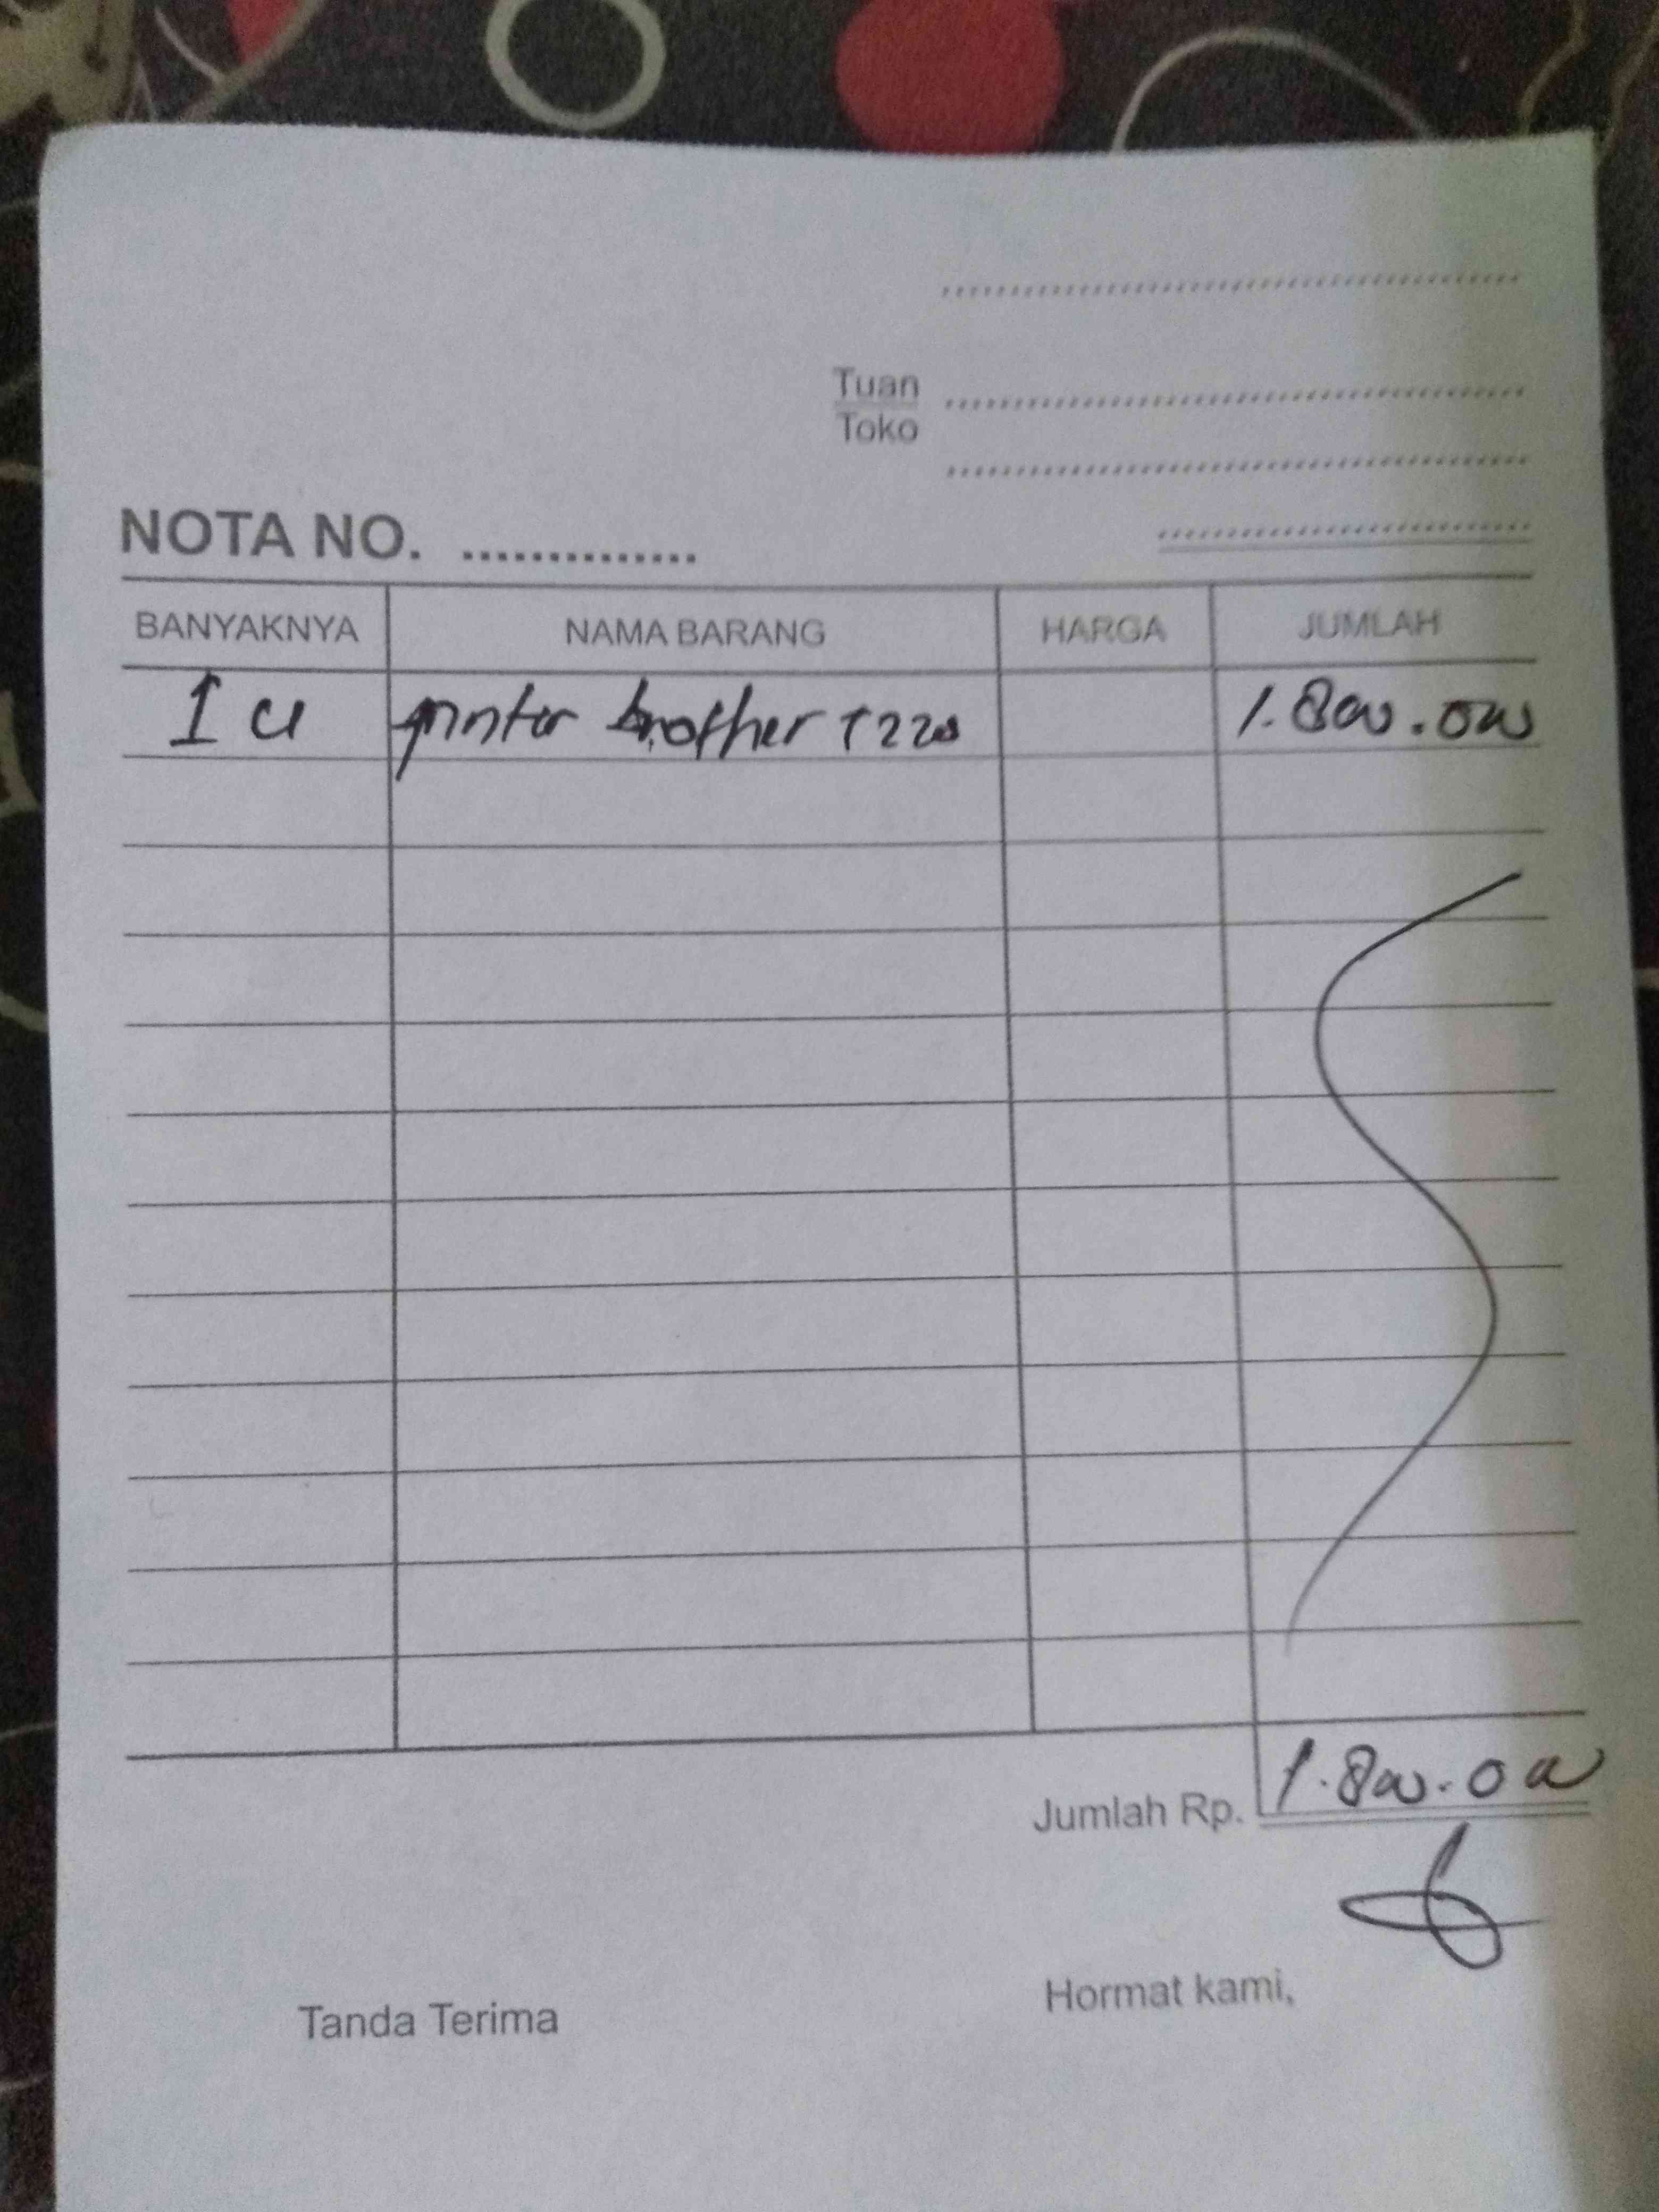 Tuan
Toko
NOTA NO. ...............
BANYAKNYA NAMA BARANG HARGA JUMLAH
1 U printer brother T220 1.800.000
Jumlah Rp. 1.800.000
Tanda Terima Hormat kami,